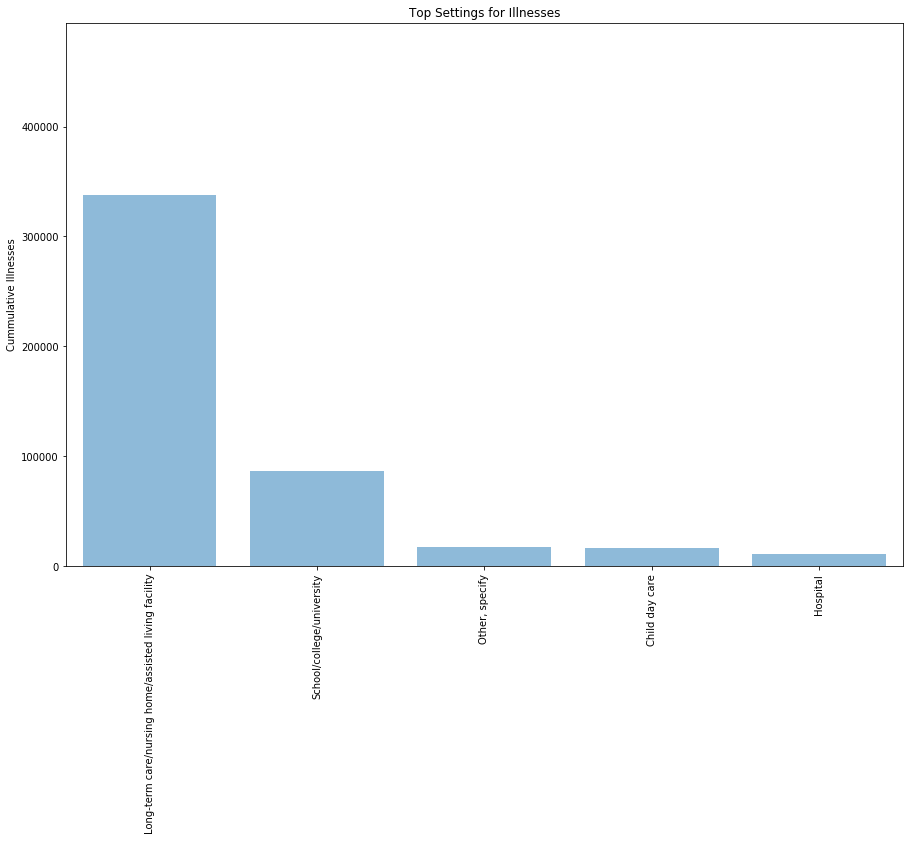 Top Settings for Illnesses
Cummulative Illnesses
400000
300000
200000
100000
0
Long-term care/nursing home/assisted living facility
School/college/university
Other, specify
Child day care
Hospital